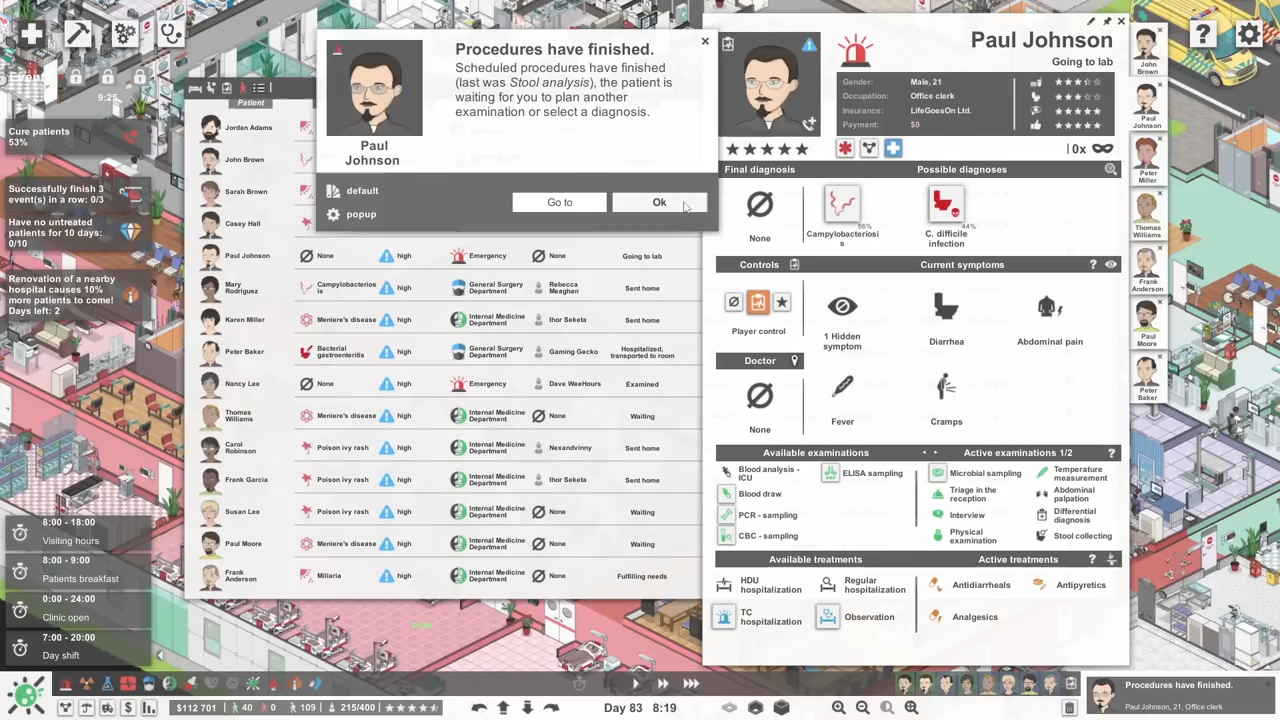 Event
9:25
Cure patients
53%
Successfully finish 3
event(s) in a row: 0/3
Have no untreated
patients for 10 days:
0/10
Renovation of a nearby
hospital causes 10%
more patients to come!
Days left: 2
8:00 - 18:00
Visiting hours
8:00 - 9:00
Patients breakfast
0:00 - 24:00
Clinic open
7:00 - 20:00
Day shift
Patient
Jordan Adams
John Brown
Sarah Brown
Casey Hall
Paul Johnson None high Emergency None Going to lab
Mary Rodriguez Campylobacteriosis high General Surgery Department Rebecca Meaghan Sent home
Karen Miller Meniere's disease high Internal Medicine Department Ihor Seketa Sent home
Peter Baker Bacterial gastroenteritis high General Surgery Department Gaming Gecko Hospitalized, transported to room
Nancy Lee None high Emergency Dave WeeHours Examined
Thomas Williams Meniere's disease high Internal Medicine Department None Waiting
Carol Robinson Poison ivy rash high Internal Medicine Department Nexandvinny Sent home
Frank Garcia Poison ivy rash high Internal Medicine Department Ihor Seketa Sent home
Susan Lee Poison ivy rash high Internal Medicine Department None Waiting
Paul Moore Meniere's disease high Internal Medicine Department None Waiting
Frank Anderson Miliaria high Internal Medicine Department None Fulfilling needs
Procedures have finished.
Scheduled procedures have finished
(last was Stool analysis), the patient is
waiting for you to plan another
examination or select a diagnosis.
Paul
Johnson
default
popup
Go to
Ok
Paul Johnson
Going to lab
Gender: Male, 21
Occupation: Office clerk
Insurance: LifeGoesOn Ltd.
Payment: $0
0x
Final diagnosis
Possible diagnoses
None
56%
Campylobacteriosi
s
44%
C. difficile
infection
Controls
Current symptoms
?
Player control
1 Hidden
symptom
Diarrhea
Abdominal pain
Doctor
None
Fever
Cramps
Available examinations
Active examinations 1/2
?
Blood analysis -
ICU
ELISA sampling
Blood draw
PCR - sampling
CBC - sampling
Microbial sampling
Temperature
measurement
Triage in the
reception
Abdominal
palpation
Interview
Differential
diagnosis
Physical
examination
Stool collecting
Available treatments
Active treatments
?
HDU
hospitalization
Regular
hospitalization
TC
hospitalization
Observation
Antidiarrheals
Antipyretics
Analgesics
?
John
Brown
Paul
Johnson
Peter
Miller
Thomas
Williams
Frank
Anderson
Paul
Moore
Peter
Baker
$112 701
40
0
109
215/400
Day 83 8:19
Procedures have finished.
Paul Johnson, 21, Office clerk